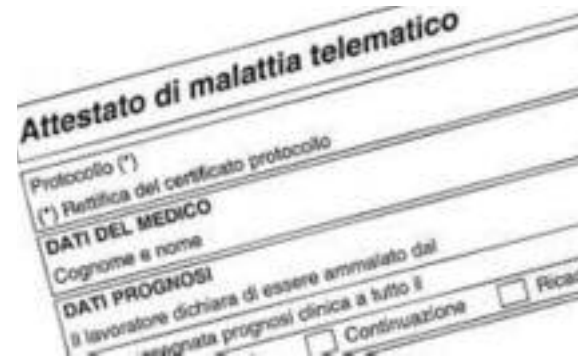 Attestato di malattia telematico
Protocollo (*)
(*) Rettifica del certificato protocollo
DATI DEL MEDICO
Cognome e nome
DATI PROGNOSI
Il lavoratore dichiara di essere ammalato dal
prognosi clinica a tutto il
Continuazione